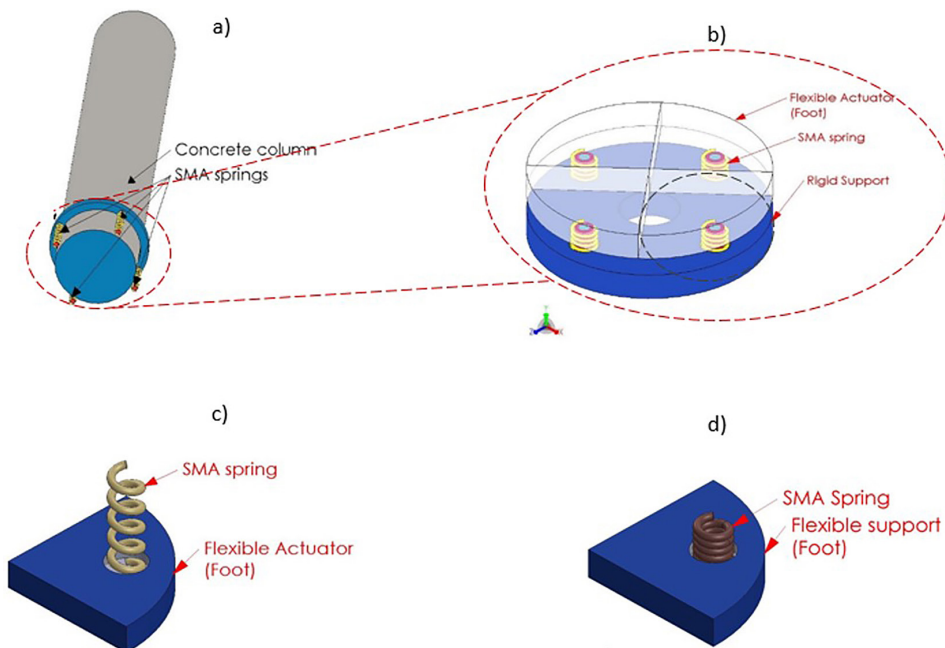 a)
Concrete column
SMA springs
b)
Flexible Actuator
(Foot)
SMA spring
Rigid Support
Y
Z
X
c)
SMA spring
Flexible Actuator
(Foot)
d)
SMA Spring
Flexible support
(Foot)